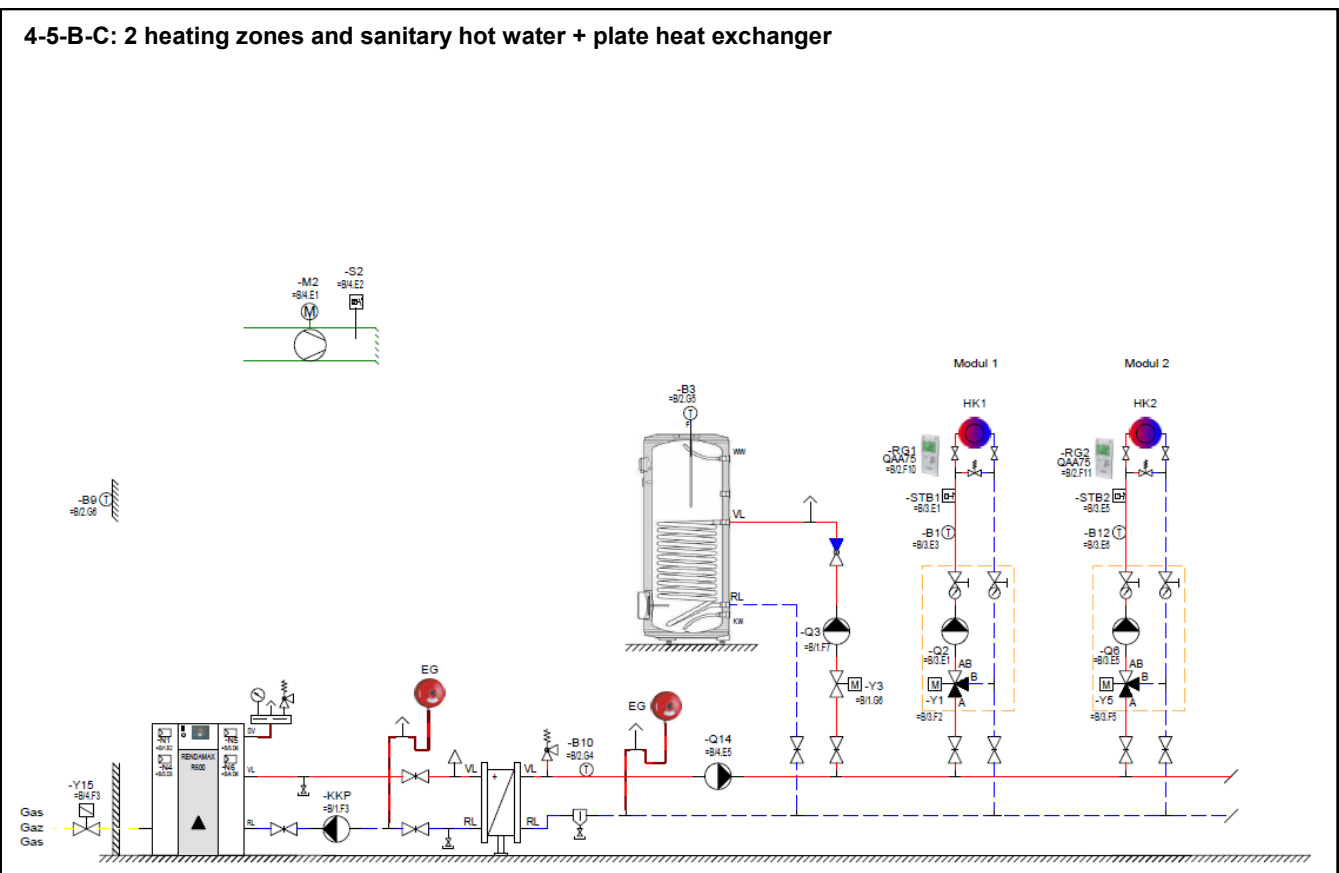 4-5-B-C: 2 heating zones and sanitary hot water + plate heat exchanger
-S2
=B/4.E2
-M2
=B/4.E1
M
Modul 1
Modul 2
-B3
=B/2.G5
T
F
HK1
HK2
-RG1
QAA75
=B/2.F10
-RG2
QAA75
=B/2.F11
WW
-B9
=B/2.G6
T
-STB1
=B/3.E1
-STB2
=B/3.E5
VL
-B1
=B/3.E3
T
-B12
=B/3.E6
T
RL
KW
-Q3
=B/1.F7
-Q2
=B/3.E1
-Q6
=B/3.E5
AB
B
A
AB
B
A
M
-Y3
=B/1.G6
M
-Y1
=B/3.F2
M
-Y5
=B/3.F5
EG
EG
-N1
-N5
-N4
RENDAMAX
R600
VL
RL
-Y15
=B/4.F3
-KKP
=B/1.F3
VL
VL
RL
RL
+
-B10
=B/2.G4
T
-Q14
=B/4.E5
Gas
Gaz
Gas